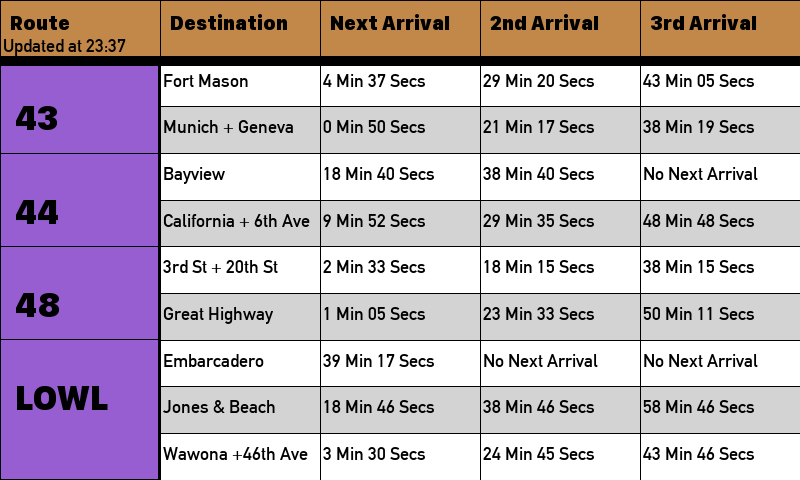 Route Destination Next Arrival 2nd Arrival 3rd Arrival
Updated at 23:37
43
Fort Mason 4 Min 37 Secs 29 Min 20 Secs 43 Min 05 Secs
Munich + Geneva 0 Min 50 Secs 21 Min 17 Secs 38 Min 19 Secs
44
Bayview 18 Min 40 Secs 38 Min 40 Secs No Next Arrival
California + 6th Ave 9 Min 52 Secs 29 Min 35 Secs 48 Min 48 Secs
48
3rd St + 20th St 2 Min 33 Secs 18 Min 15 Secs 38 Min 15 Secs
Great Highway 1 Min 05 Secs 23 Min 33 Secs 50 Min 11 Secs
LOWL
Embarcadero 39 Min 17 Secs No Next Arrival No Next Arrival
Jones & Beach 18 Min 46 Secs 38 Min 46 Secs 58 Min 46 Secs
Wawona +46th Ave 3 Min 30 Secs 24 Min 45 Secs 43 Min 46 Secs